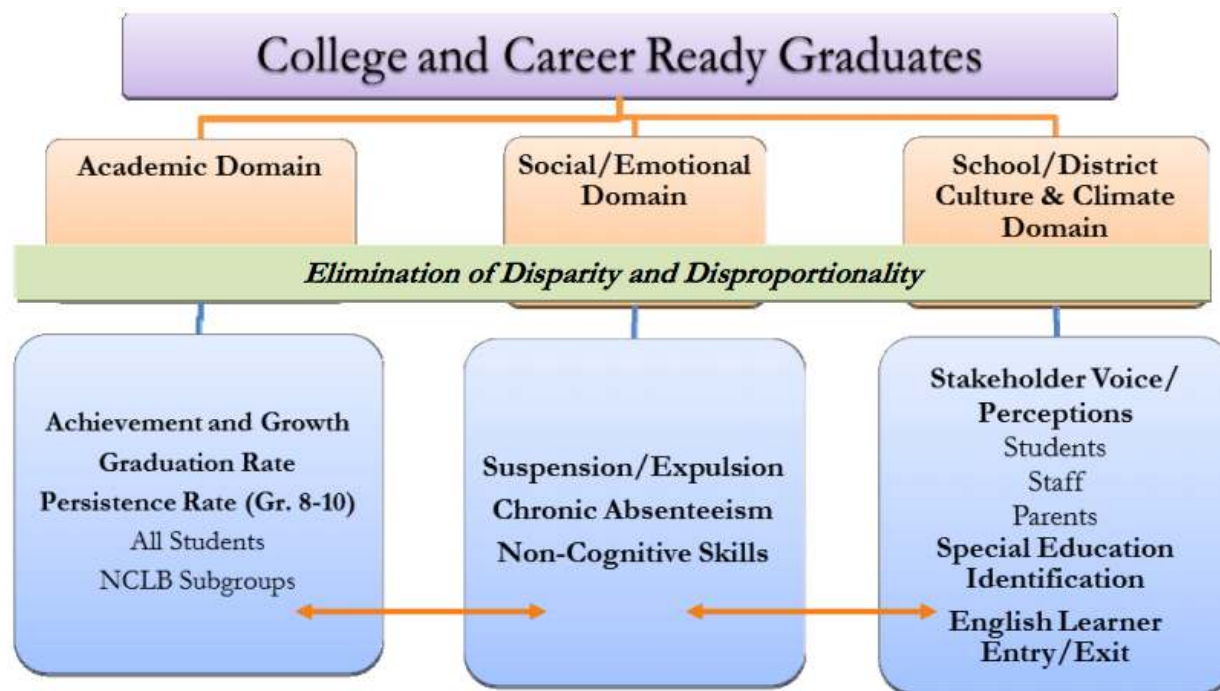 College and Career Ready Graduates
Academic Domain
Social/Emotional
Domain
School/District
Culture & Climate
Domain
Elimination of Disparity and Disproportionality
Achievement and Growth
Graduation Rate
Persistence Rate (Gr. 8-10)
All Students
NCLB Subgroups
Suspension/Expulsion
Chronic Absenteeism
Non-Cognitive Skills
Stakeholder Voice/
Perceptions
Students
Staff
Parents
Special Education
Identification
English Learner
Entry/Exit